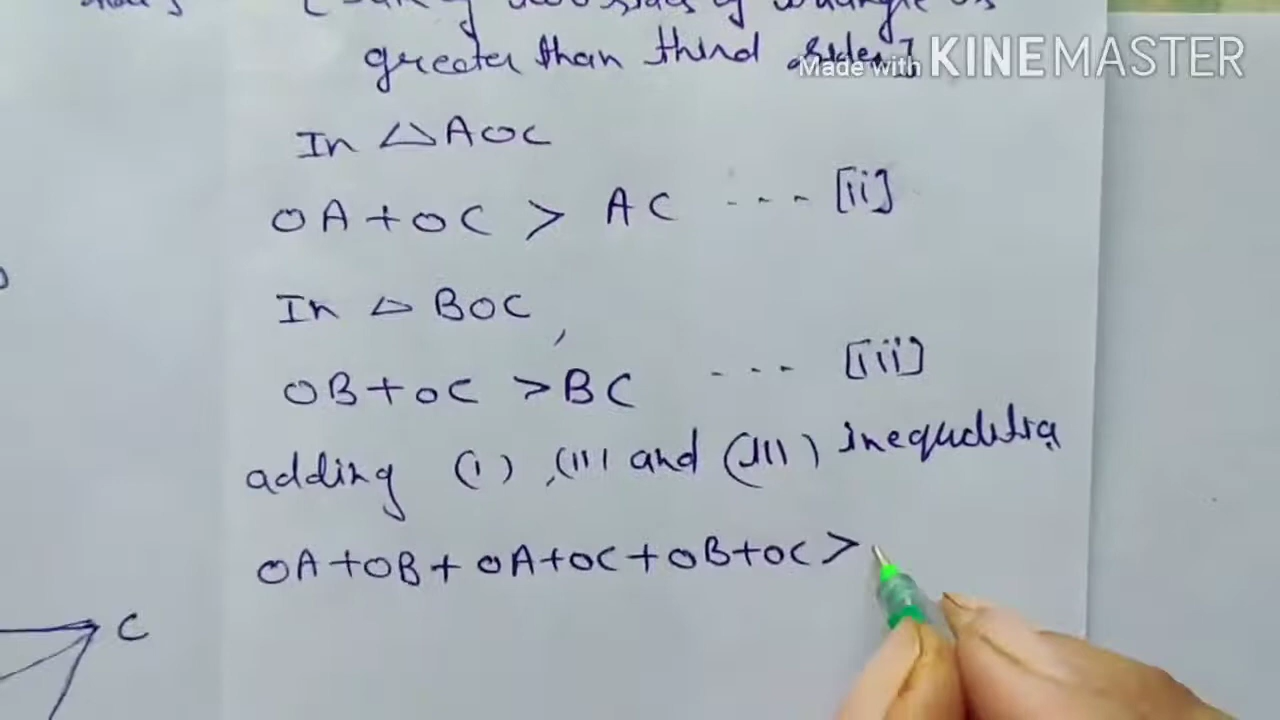 greater than third side]
Made with KINEMASTER
In △AOC
OA + OC > AC --- [ii]
In △ BOC,
OB + OC > BC --- [iii]
adding (I), (II) and (III)
OA + OB + OA + OC + OB + OC >
C